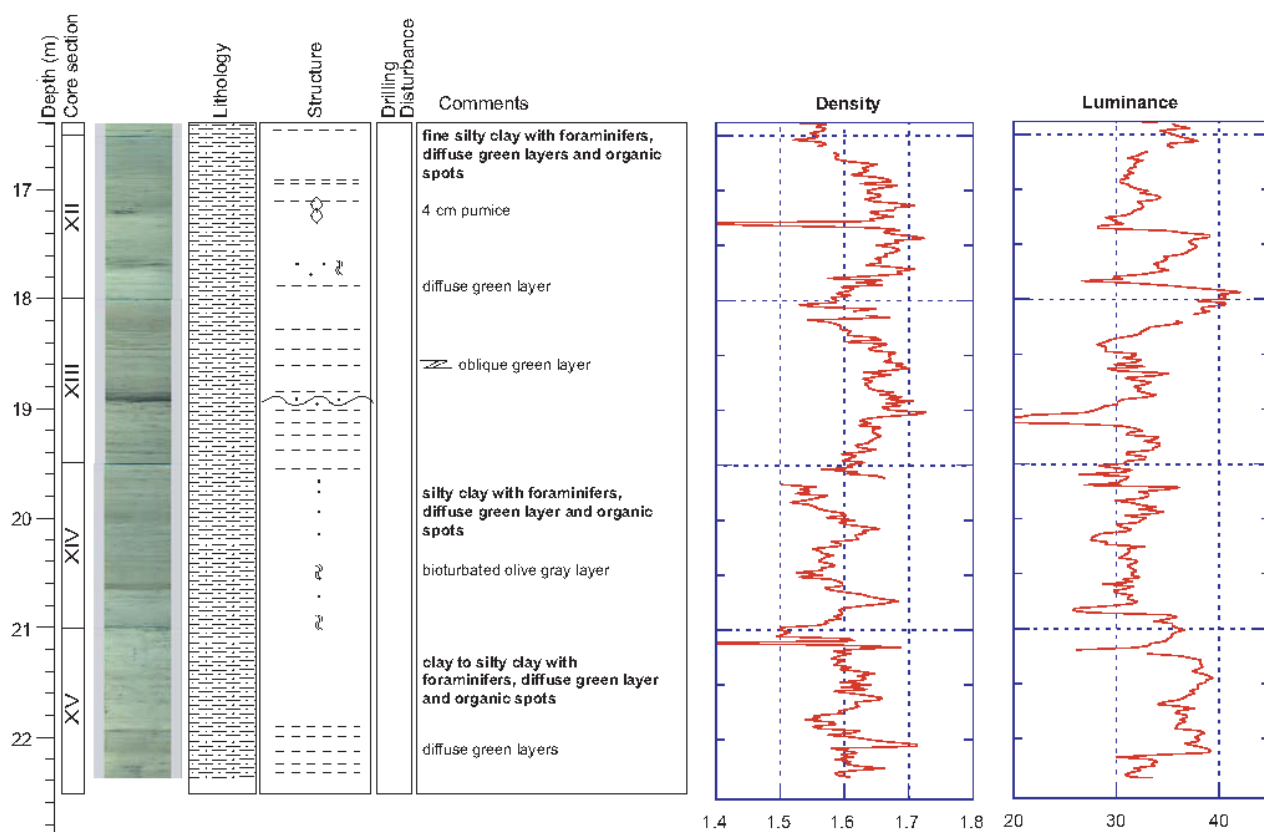 Depth (m)
Core section
Lithology
Structure
Drilling
Disturbance
Comments
Density
Luminance
fine silty clay with foraminifers,
diffuse green layers and organic
spots
17
XII
4 cm pumice
diffuse green layer
18
XIII
oblique green layer
19
silty clay with foraminifers,
diffuse green layer and organic
spots
20
XIV
bioturbated olive gray layer
21
clay to silty clay with
foraminifers, diffuse green layer
and organic spots
XV
22
diffuse green layers
1.4 1.5 1.6 1.7 1.8
20 30 40